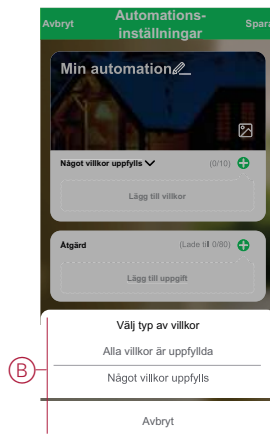 Avbryt
Automations-
inställningar
Spara
Min automation
Något villkor uppfylls
(0/10)
Lägg till villkor
Åtgärd
(Lade til 0/80)
Lägg till uppgift
Välj typ av villkor
Alla villkor är uppfyllda
B
Något villkor uppfylls
Avbryt